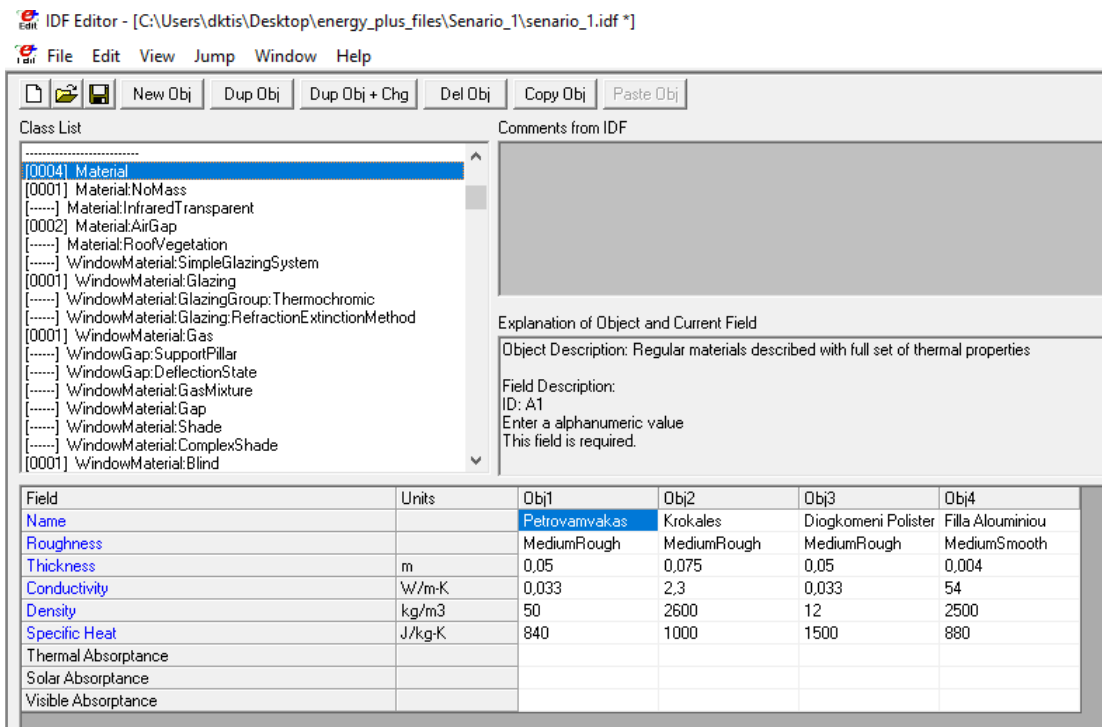 IDF Editor - [C:\Users\dktis\Desktop\energy_plus_files\Senario_1\senario_1.idf *]
File Edit View Jump Window Help
New Obj Dup Obj Dup Obj + Chg Del Obj Copy Obj Paste Obj
Class List
----------------------------
[0004] Material
[0001] Material:NoMass
[------] Material:InfraredTransparent
[0002] Material:AirGap
[------] Material:RoofVegetation
[------] WindowMaterial:SimpleGlazingSystem
[0001] WindowMaterial:Glazing
[------] WindowMaterial:GlazingGroup:Thermochromic
[------] WindowMaterial:Glazing:RefractionExtinctionMethod
[0001] WindowMaterial:Gas
[------] WindowGap:SupportPillar
[------] WindowGap:DeflectionState
[------] WindowMaterial:GasMixture
[------] WindowMaterial:Gap
[------] WindowMaterial:Shade
[------] WindowMaterial:ComplexShade
[0001] WindowMaterial:Blind
Comments from IDF
Explanation of Object and Current Field
Object Description: Regular materials described with full set of thermal properties
Field Description:
ID: A1
Enter a alphanumeric value
This field is required.
Field Units Obj1 Obj2 Obj3 Obj4
Name Petrovamvakas Krokales Diogkomeni Polister Filla Alouminiou
Roughness MediumRough MediumRough MediumRough MediumSmooth
Thickness m 0,05 0,075 0,05 0,004
Conductivity W/m-K 0,033 2,3 0,033 54
Density kg/m3 50 2600 12 2500
Specific Heat J/kg-K 840 1000 1500 880
Thermal Absorptance
Solar Absorptance
Visible Absorptance